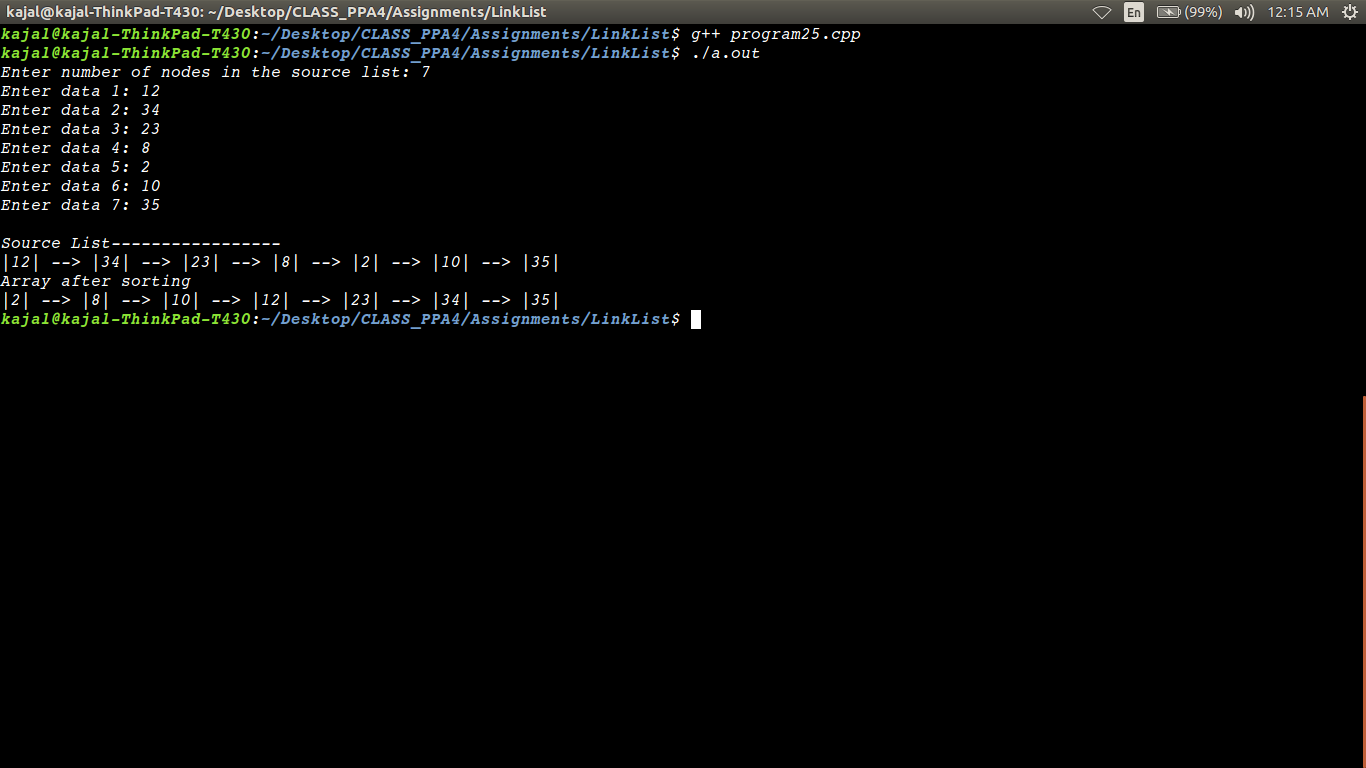 kajal@kajal-ThinkPad-T430: ~/Desktop/CLASS_PPA4/Assignments/LinkList En (99%) 12:15 AM
kajal@kajal-ThinkPad-T430:~/Desktop/CLASS_PPA4/Assignments/LinkList$ g++ program25.cpp
kajal@kajal-ThinkPad-T430:~/Desktop/CLASS_PPA4/Assignments/LinkList$ ./a.out
Enter number of nodes in the source list: 7
Enter data 1: 12
Enter data 2: 34
Enter data 3: 23
Enter data 4: 8
Enter data 5: 2
Enter data 6: 10
Enter data 7: 35
Source List-----------------
|12| --> |34| --> |23| --> |8| --> |2| --> |10| --> |35|
Array after sorting
|2| --> |8| --> |10| --> |12| --> |23| --> |34| --> |35|
kajal@kajal-ThinkPad-T430:~/Desktop/CLASS_PPA4/Assignments/LinkList$